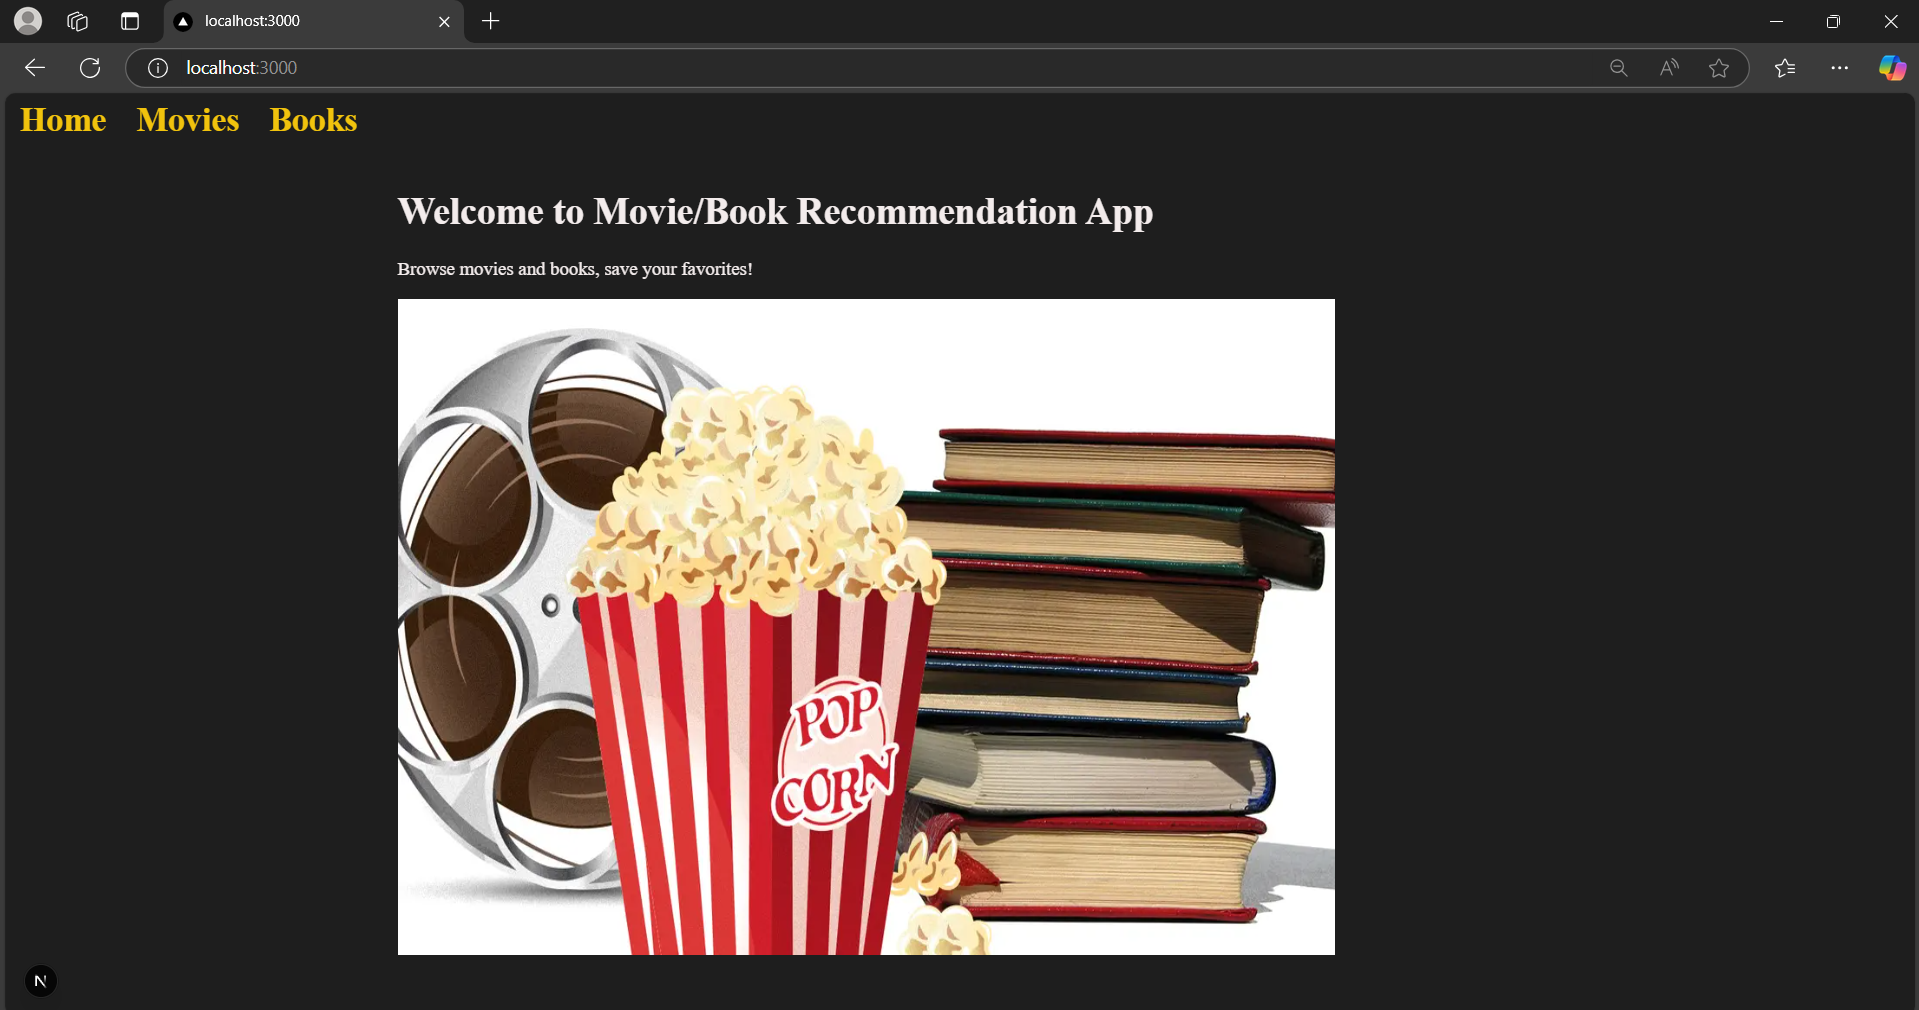 localhost:3000
localhost:3000
Home Movies Books
Welcome to Movie/Book Recommendation App
Browse movies and books, save your favorites!
POP
CORN
N